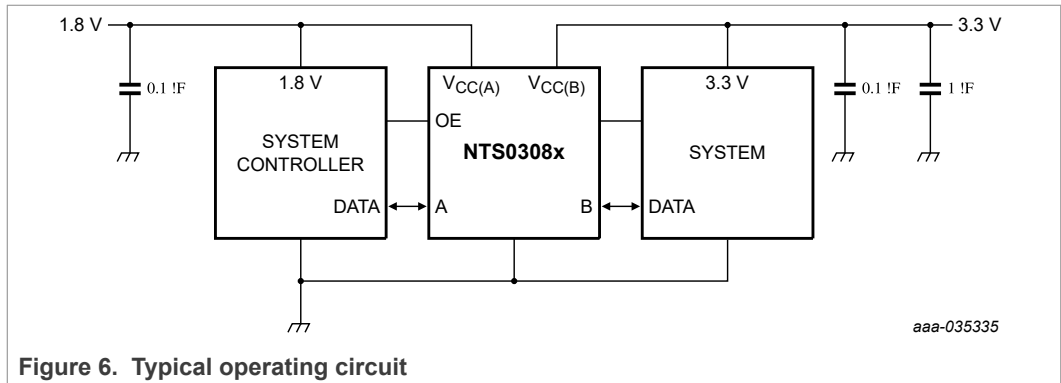 1.8 V
3.3 V
0.1 !F
1.8 V
VCC(A)
VCC(B)
3.3 V
0.1 !F
1 !F
OE
SYSTEM
CONTROLLER
NTS0308x
SYSTEM
DATA
A
B
DATA
aaa-035335
Figure 6. Typical operating circuit